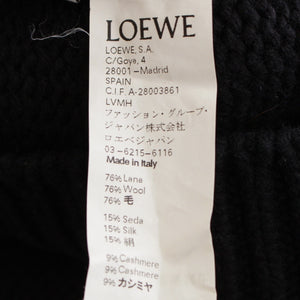 LOEWE
LOEWE, S.A.
C/Goya, 4
28001 -Madrid
SPAIN
C.I.F. A-28003861
LVMH
ファッション・グループ・
ジャパン株式会社
ロエベジャパン
03 -6215-6116
Made in Italy
76% Lana
76% Wool
76% 毛
15% Seda
15% Silk
15% 絹
9% Cashmere
9% Cashmere
9% カシミヤ